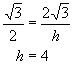 √3/2 = 2√3/h
h = 4